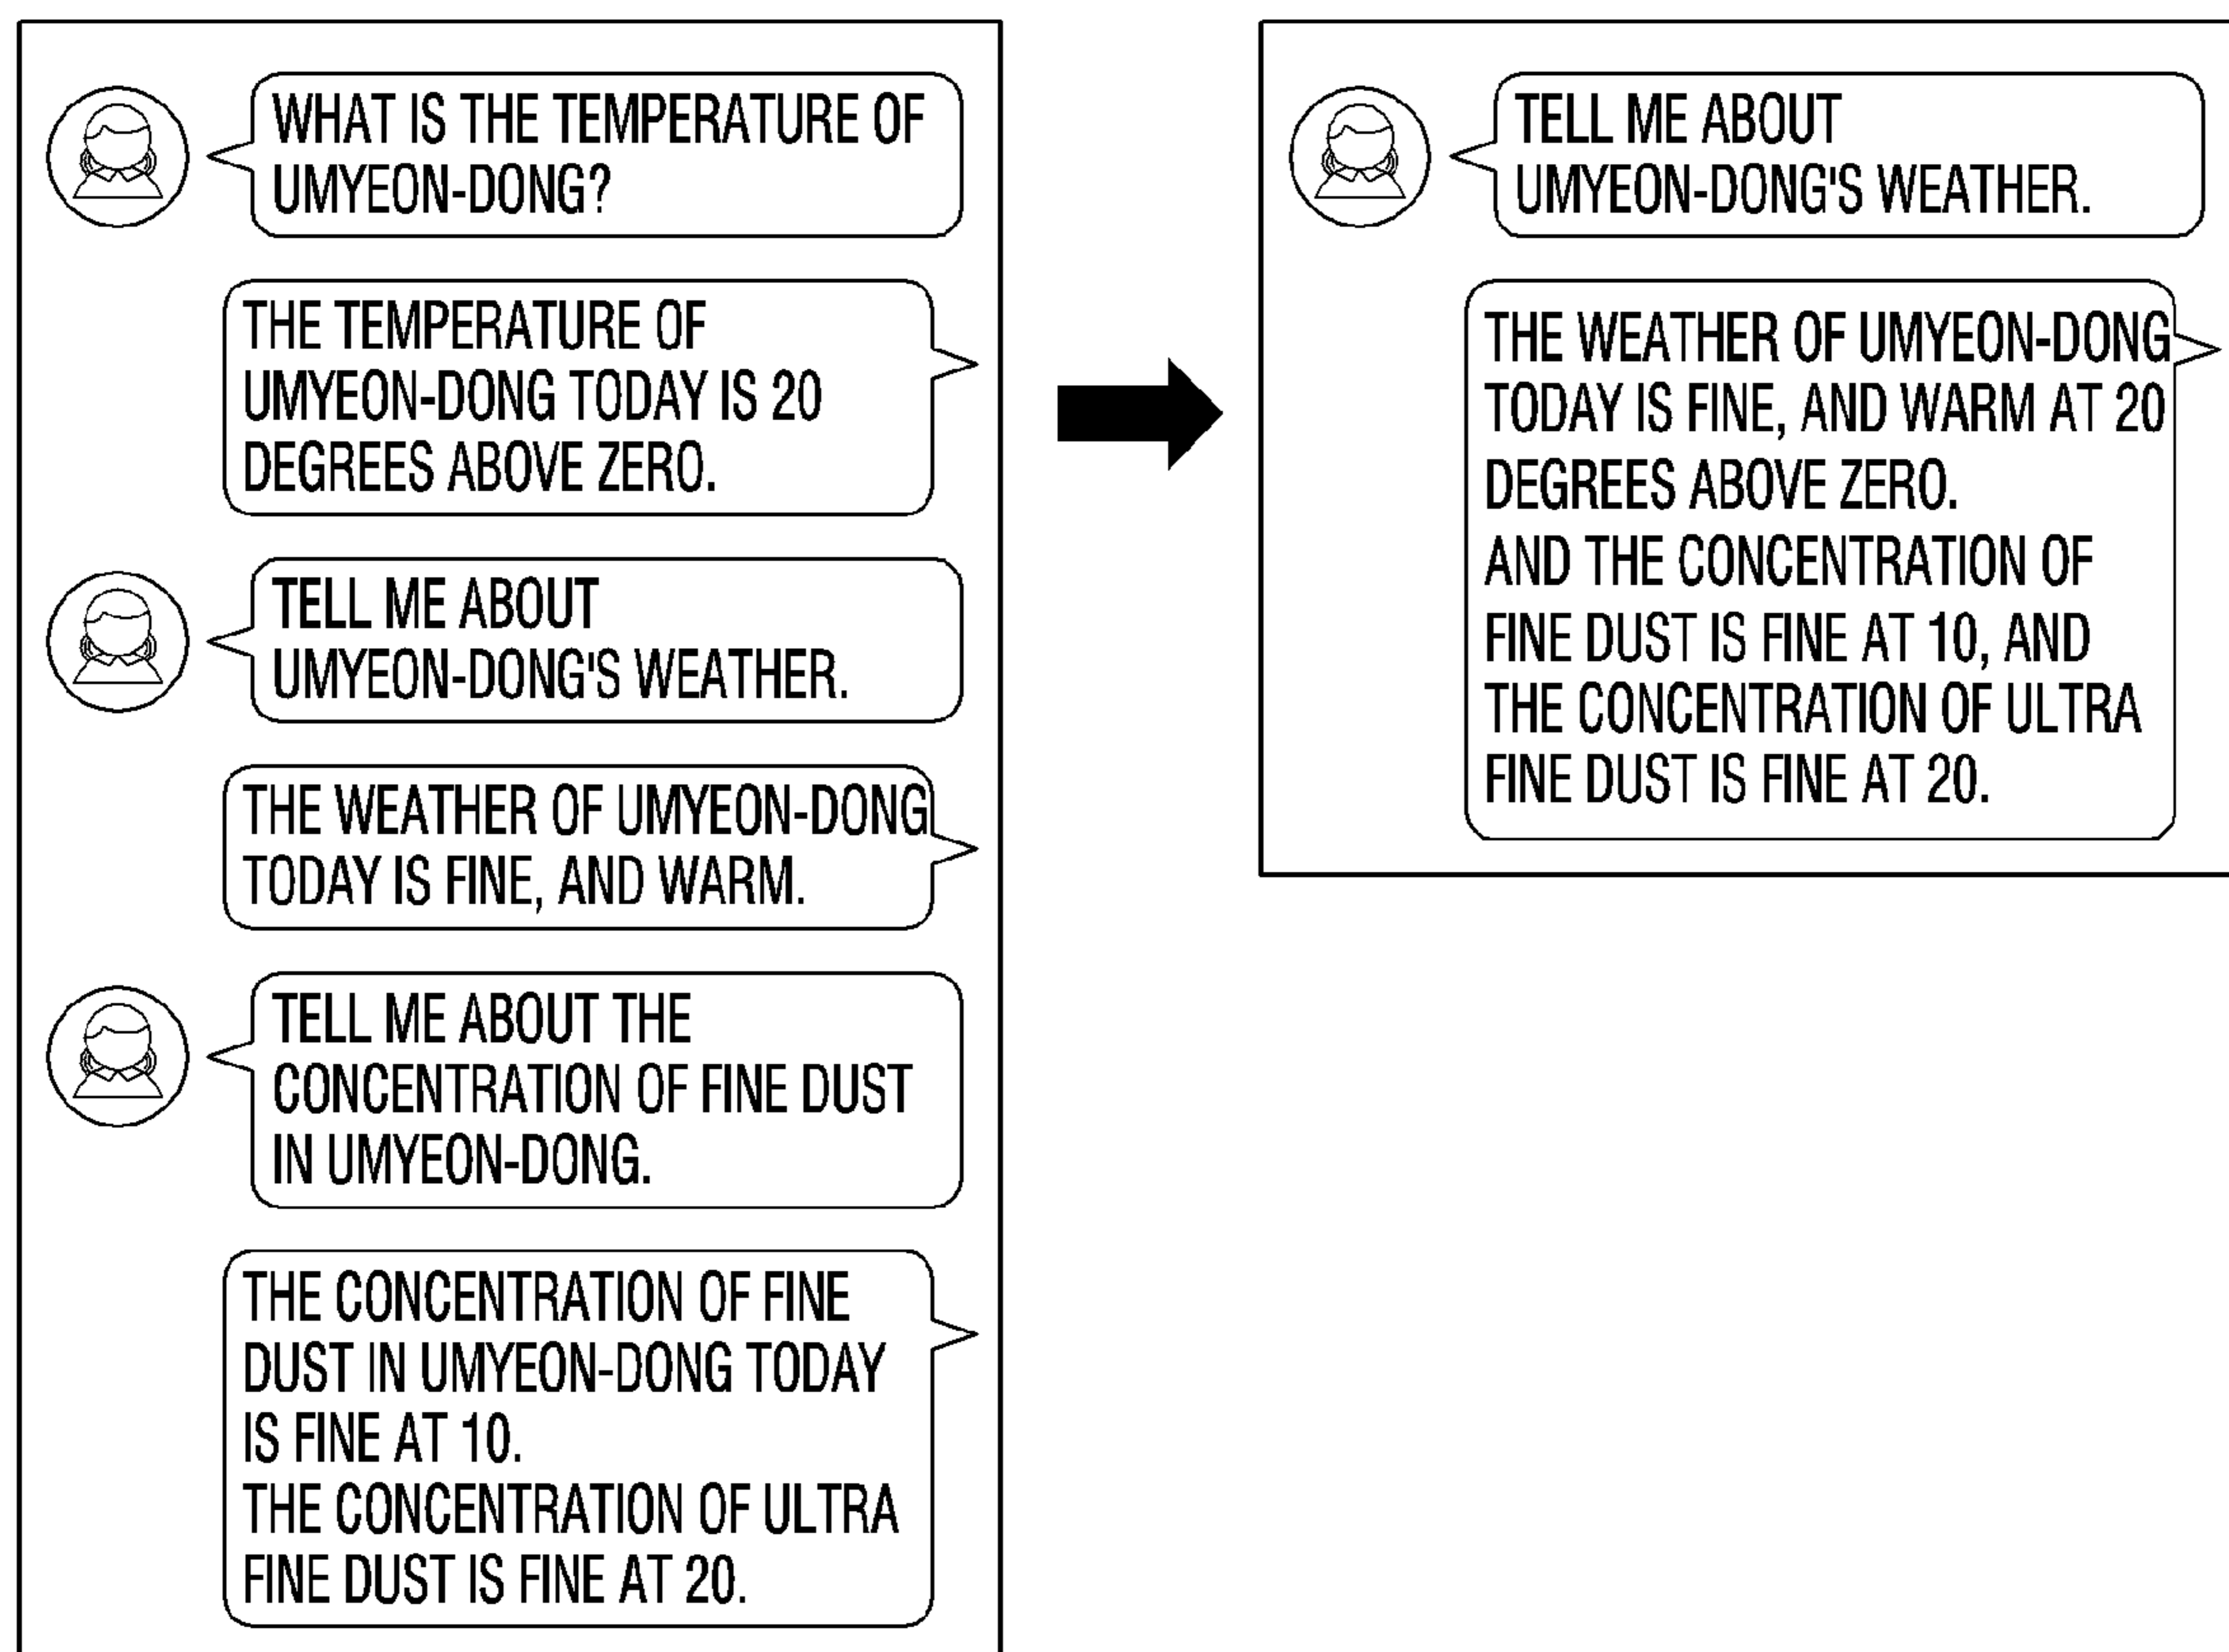 WHAT IS THE TEMPERATURE OF
UMYEON-DONG?
THE TEMPERATURE OF
UMYEON-DONG TODAY IS 20
DEGREES ABOVE ZERO.
TELL ME ABOUT
UMYEON-DONG'S WEATHER.
THE WEATHER OF UMYEON-DONG
TODAY IS FINE, AND WARM.
TELL ME ABOUT THE
CONCENTRATION OF FINE DUST
IN UMYEON-DONG.
THE CONCENTRATION OF FINE
DUST IN UMYEON-DONG TODAY
IS FINE AT 10.
THE CONCENTRATION OF ULTRA
FINE DUST IS FINE AT 20.
TELL ME ABOUT
UMYEON-DONG'S WEATHER.
THE WEATHER OF UMYEON-DONG
TODAY IS FINE, AND WARM AT 20
DEGREES ABOVE ZERO.
AND THE CONCENTRATION OF
FINE DUST IS FINE AT 10, AND
THE CONCENTRATION OF ULTRA
FINE DUST IS FINE AT 20.